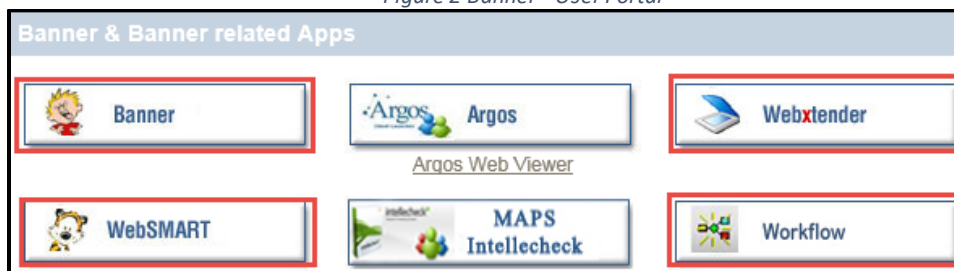 Figure 2 Banner - User Portal
Banner & Banner related Apps
Banner
Argos Argos
Webxtender
Argos Web Viewer
WebSMART
intellecheck
MAPS
Intellecheck
Workflow